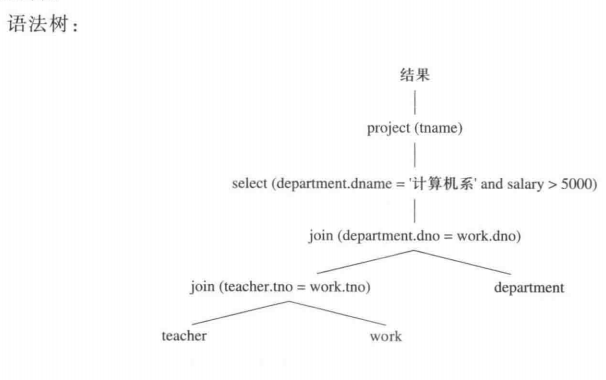 语法树：
结果
project (tname)
select (department.dname = '计算机系' and salary > 5000)
join (department.dno = work.dno)
join (teacher.tno = work.tno) department
teacher work